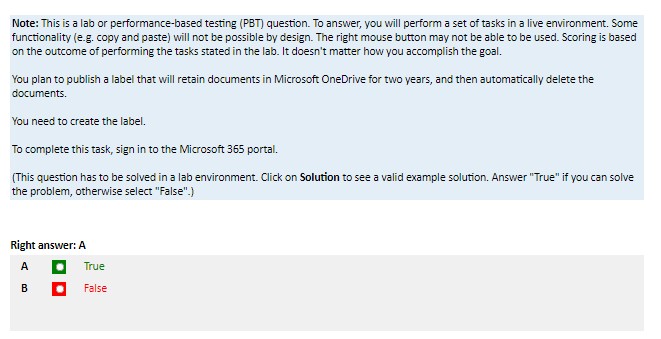 Note: This is a lab or performance-based testing (PBT) question. To answer, you will perform a set of tasks in a live environment. Some
functionality (e.g. copy and paste) will not be possible by design. The right mouse button may not be able to be used. Scoring is based
on the outcome of performing the tasks stated in the lab. It doesn't matter how you accomplish the goal.
You plan to publish a label that will retain documents in Microsoft OneDrive for two years, and then automatically delete the
documents.
You need to create the label.
To complete this task, sign in to the Microsoft 365 portal.
(This question has to be solved in a lab environment. Click on Solution to see a valid example solution. Answer "True" if you can solve
the problem, otherwise select "False".)
Right answer: A
A True
B False